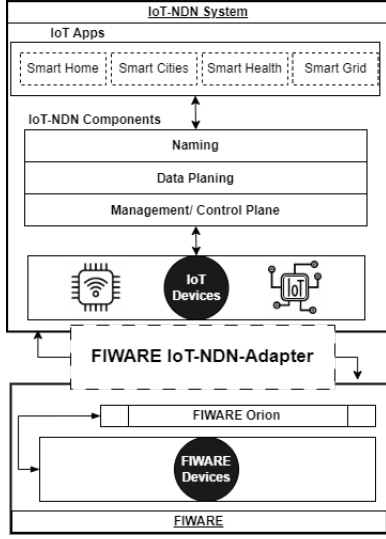 IoT-NDN System
IoT Apps
Smart Home
Smart Cities
Smart Health
Smart Grid
IoT-NDN Components
Naming
Data Planing
Management/ Control Plane
IoT
Devices
IoT
FIWARE IoT-NDN-Adapter
FIWARE Orion
FIWARE
Devices
FIWARE